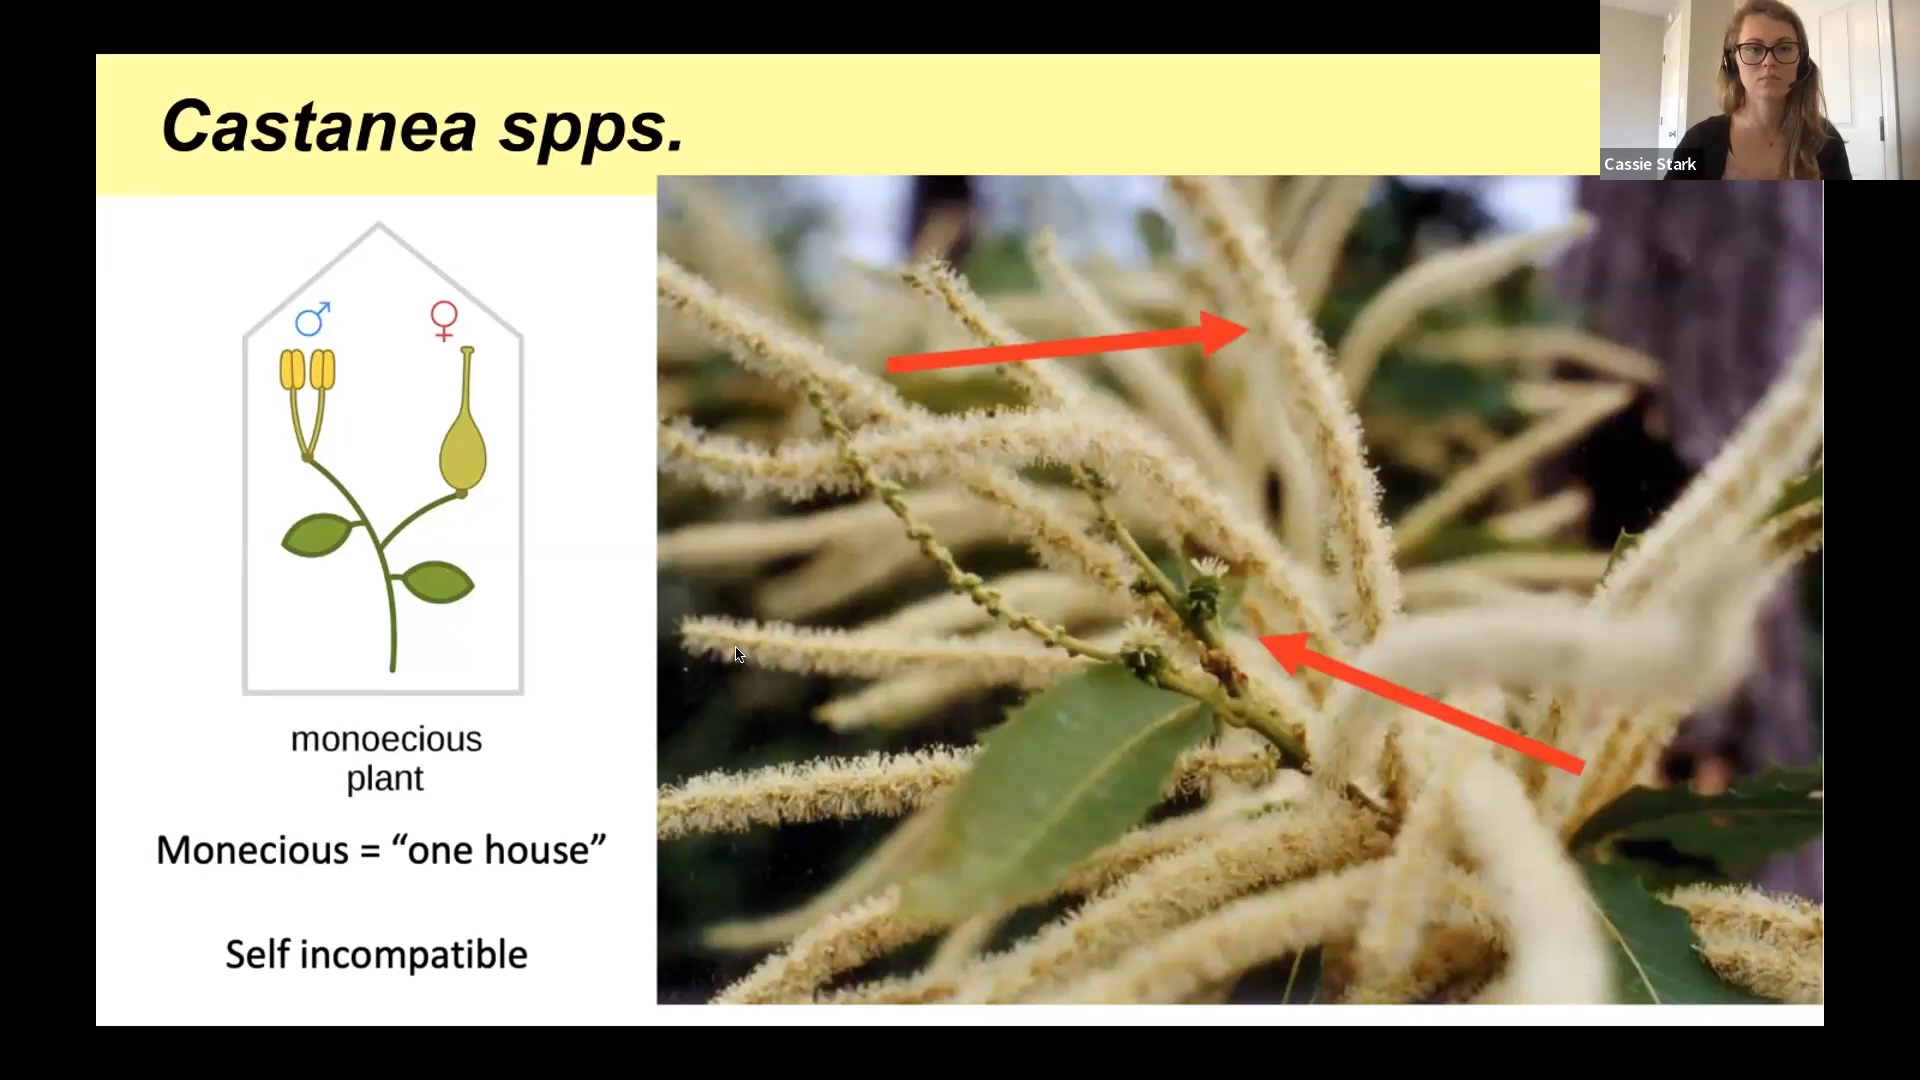 Castanea spps.
Cassie Stark
♂ ♀
monoecious
plant
Monecious = “one house”
Self incompatible